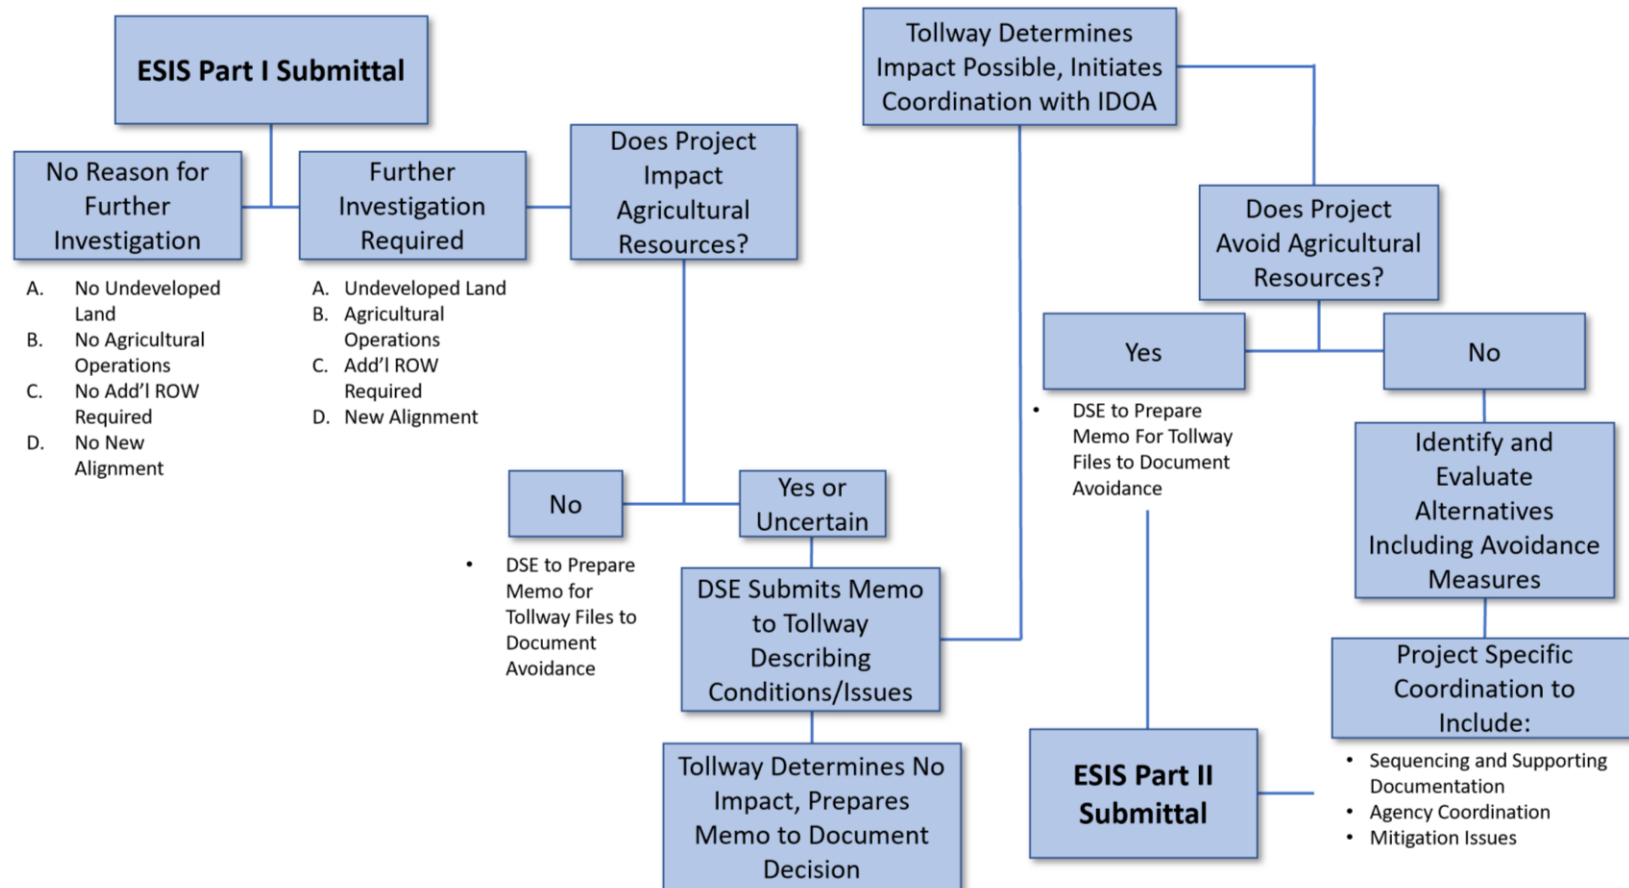 ESIS Part I Submittal
No Reason for
Further
Investigation
A. No Undeveloped
Land
B. No Agricultural
Operations
C. No Add'l ROW
Required
D. No New
Alignment
Further
Investigation
Required
A. Undeveloped Land
B. Agricultural
Operations
C. Add'l ROW
Required
D. New Alignment
Does Project
Impact
Agricultural
Resources?
No
• DSE to Prepare
Memo for
Tollway Files to
Document
Avoidance
Yes or
Uncertain
DSE Submits Memo
to Tollway
Describing
Conditions/Issues
Tollway Determines No
Impact, Prepares
Memo to Document
Decision
Tollway Determines
Impact Possible, Initiates
Coordination with IDOA
Does Project
Avoid Agricultural
Resources?
Yes
• DSE to Prepare
Memo For Tollway
Files to Document
Avoidance
No
Identify and
Evaluate
Alternatives
Including Avoidance
Measures
Project Specific
Coordination to
Include:
• Sequencing and Supporting
Documentation
• Agency Coordination
• Mitigation Issues
ESIS Part II
Submittal